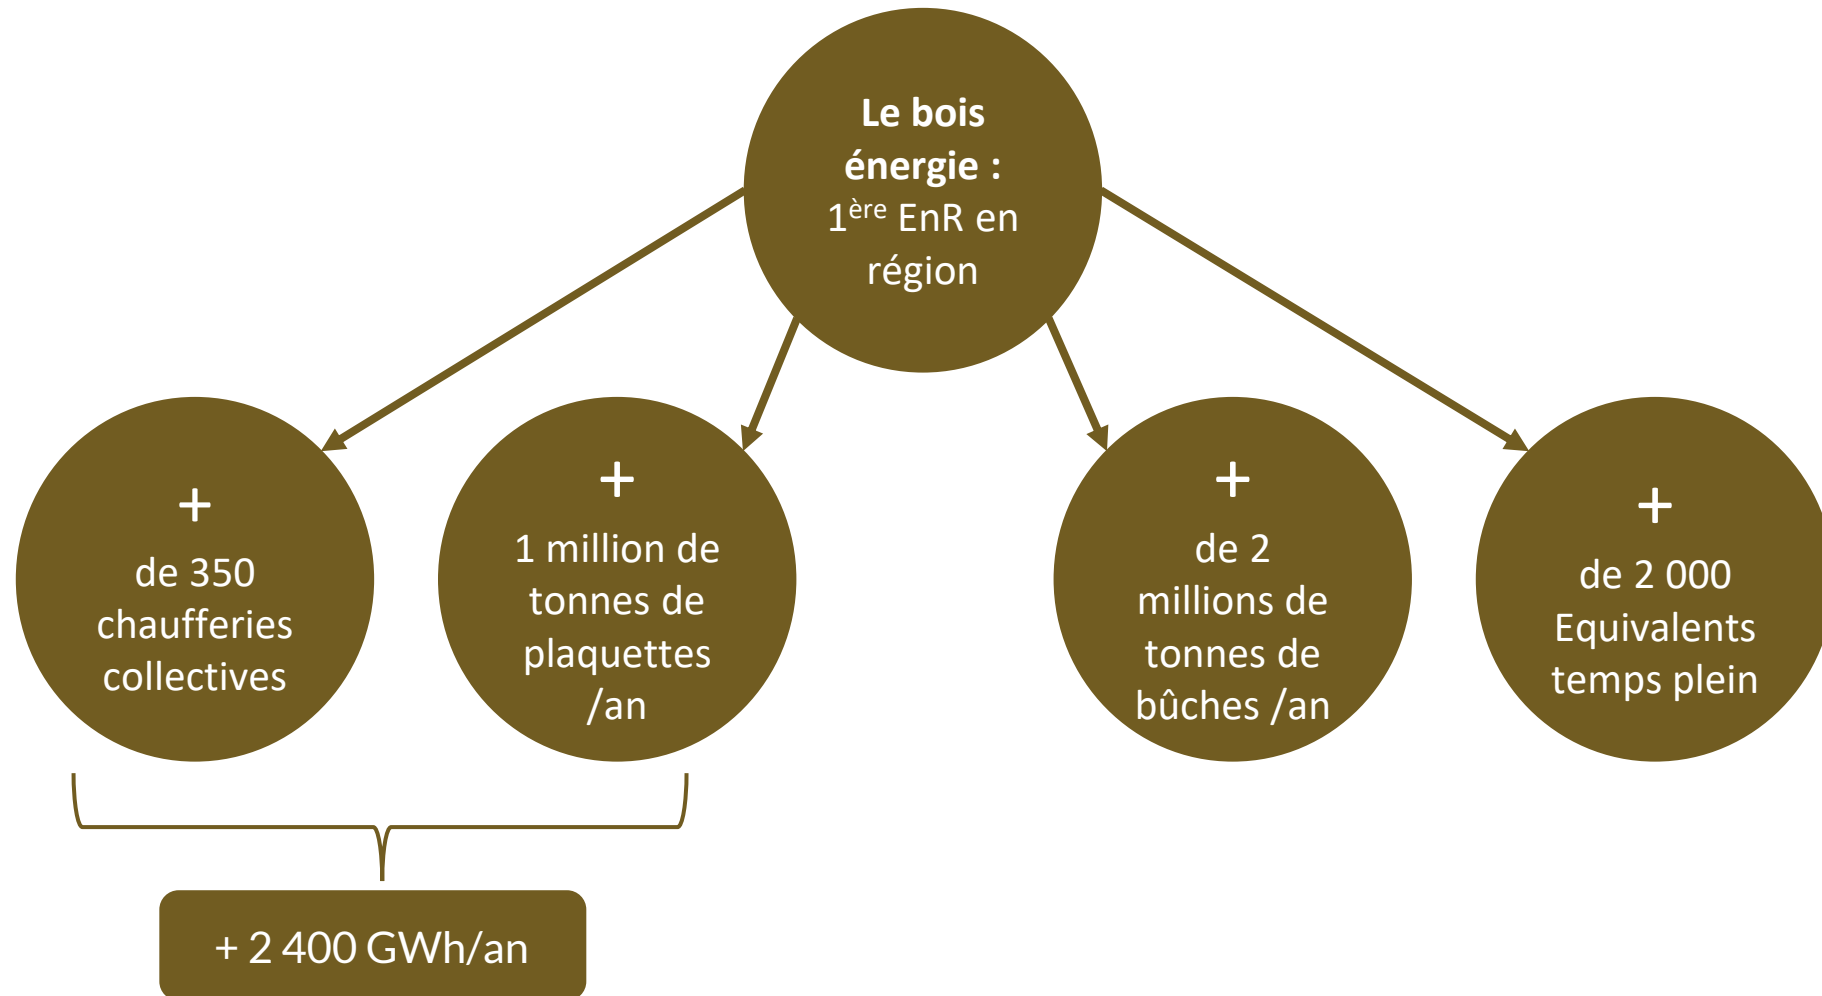 Le bois
énergie :
1ère EnR en
région
+
de 350
chaufferies
collectives
+
1 million de
tonnes de
plaquettes
/an
+
de 2
millions de
tonnes de
bûches /an
+
de 2 000
Equivalents
temps plein
+ 2 400 GWh/an